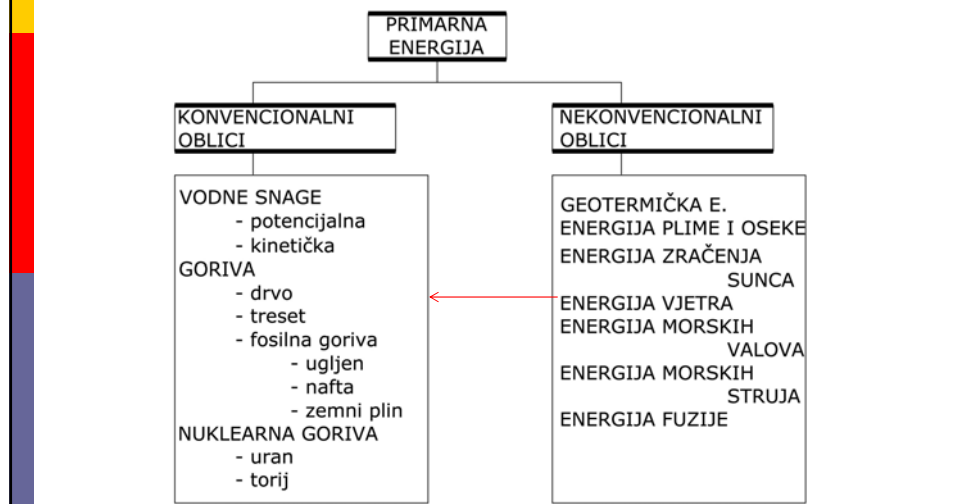 PRIMARNA
ENERGIJA
KONVENCIONALNI
OBLICI
VODNE SNAGE
- potencijalna
- kinetička
GORIVA
- drvo
- treset
- fosilna goriva
- ugljen
- nafta
- zemni plin
NUKLEARNA GORIVA
- uran
- torij
NEKONVENCIONALNI
OBLICI
GEOTERMIČKA E.
ENERGIJA PLIME I OSEKE
ENERGIJA ZRAČENJA
SUNCA
ENERGIJA VJETRA
ENERGIJA MORSKIH
VALOVA
ENERGIJA MORSKIH
STRUJA
ENERGIJA FUZIJE